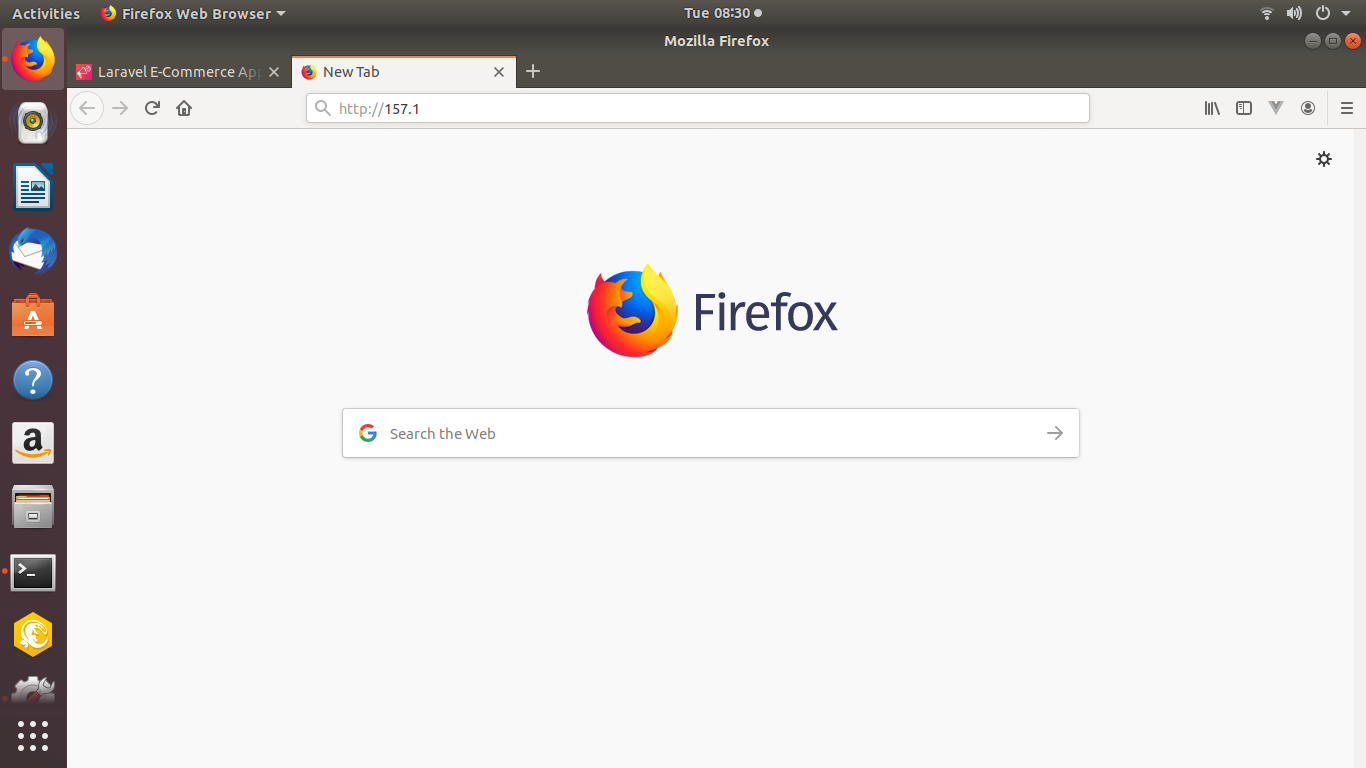 Activities
Firefox Web Browser
Tue 08:30
Mozilla Firefox
Laravel E-Commerce App
New Tab
http://157.1
Firefox
Search the Web